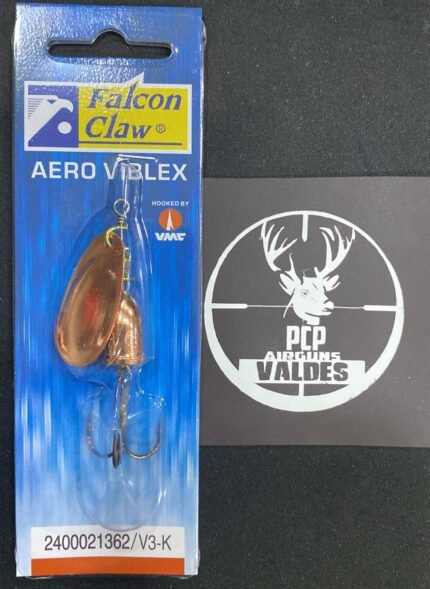 Falcon
Claw®
AERO VIBLEX
HOOKED BY
VMC
PCP
AIRGUNS
VALDES
2400021362/V3-K